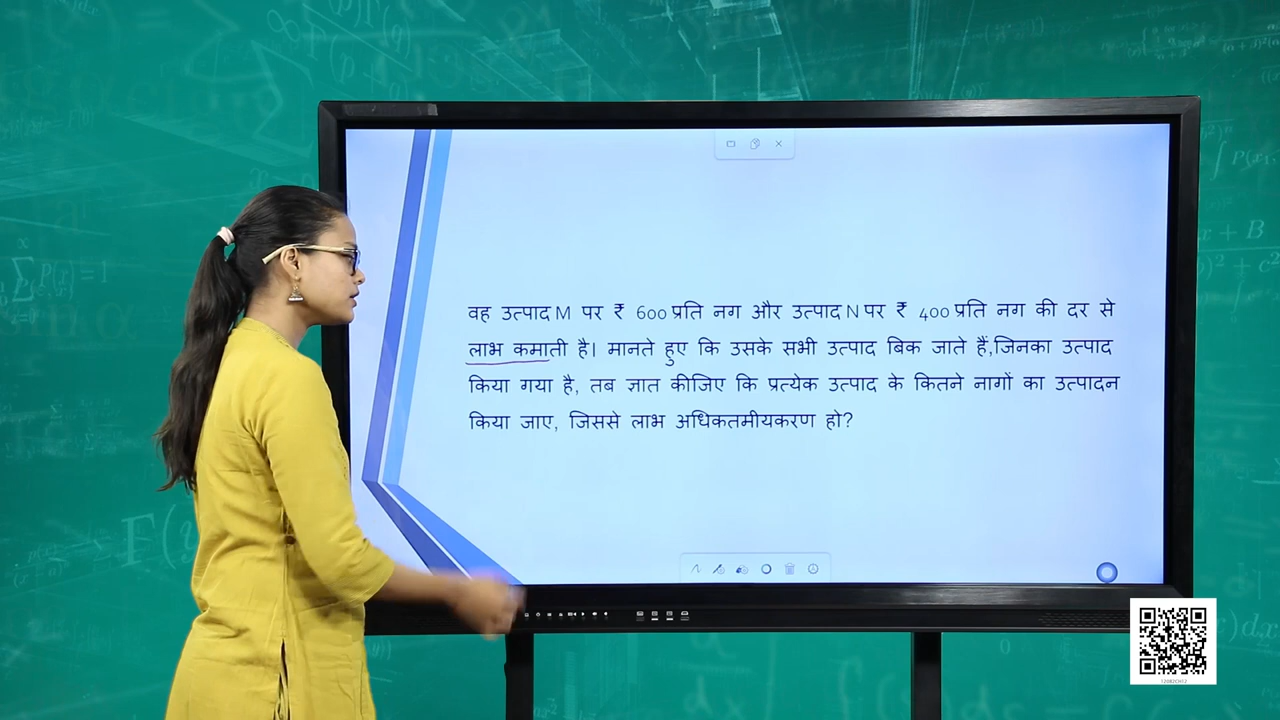 वह उत्पाद M पर ₹ 600 प्रति नग और उत्पाद N पर ₹ 400 प्रति नग की दर से
लाभ कमाती है। मानते हुए कि उसके सभी उत्पाद बिक जाते हैं,जिनका उत्पाद
किया गया है, तब ज्ञात कीजिए कि प्रत्येक उत्पाद के कितने नागों का उत्पादन
किया जाए, जिससे लाभ अधिकतमीयकरण हो?
12082CH12